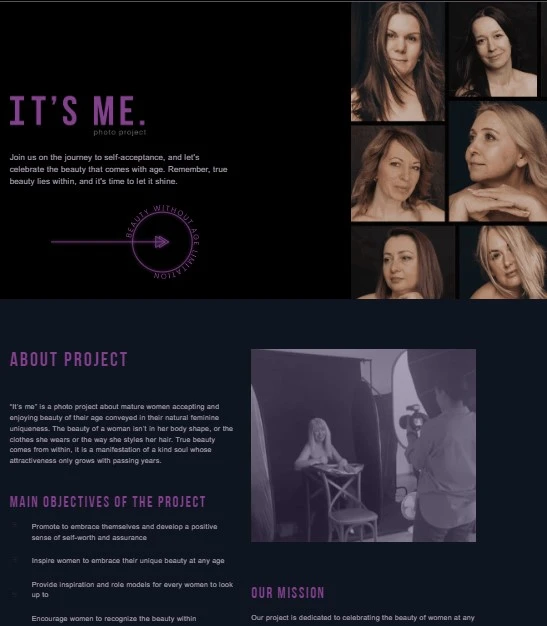 IT'S ME.
photo project
Join us on the journey to self-acceptance, and let's
celebrate the beauty that comes with age. Remember, true
beauty lies within, and it's time to let it shine.
BEAUTY WITHOUT AGE LIMITATION
ABOUT PROJECT
"It's me" is a photo project about mature women accepting and
enjoying beauty of their age conveyed in their natural feminine
uniqueness. The beauty of a woman isn't in her body shape, or the
clothes she wears or the way she styles her hair. True beauty
comes from within, it is a manifestation of a kind soul whose
attractiveness only grows with passing years.
MAIN OBJECTIVES OF THE PROJECT
Promote to embrace themselves and develop a positive
sense of self-worth and assurance
Inspire women to embrace their unique beauty at any age
Provide inspiration and role models for every women to look
up to
Encourage women to recognize the beauty within
OUR MISSION
Our project is dedicated to celebrating the beauty of women at any